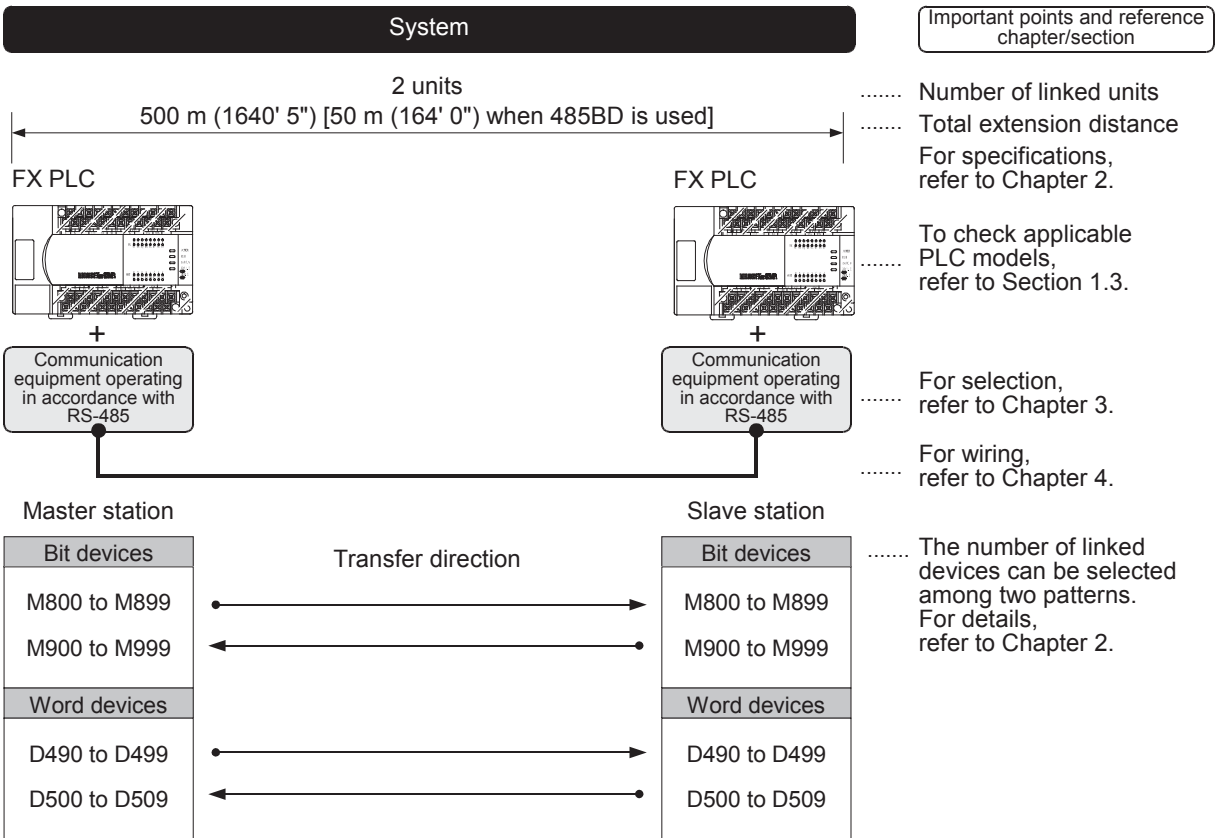 System
Important points and reference
chapter/section
2 units
500 m (1640' 5") [50 m (164' 0") when 485BD is used]
....... Number of linked units
....... Total extension distance
For specifications,
refer to Chapter 2.
FX PLC
FX PLC
To check applicable
....... PLC models,
refer to Section 1.3.
+
+
Communication
equipment operating
in accordance with
RS-485
Communication
equipment operating
in accordance with
RS-485
For selection,
....... refer to Chapter 3.
For wiring,
....... refer to Chapter 4.
Master station
Slave station
Bit devices
Transfer direction
Bit devices
M800 to M899
M800 to M899
M900 to M999
M900 to M999
Word devices
Word devices
D490 to D499
D490 to D499
D500 to D509
D500 to D509
....... The number of linked
devices can be selected
among two patterns.
For details,
refer to Chapter 2.